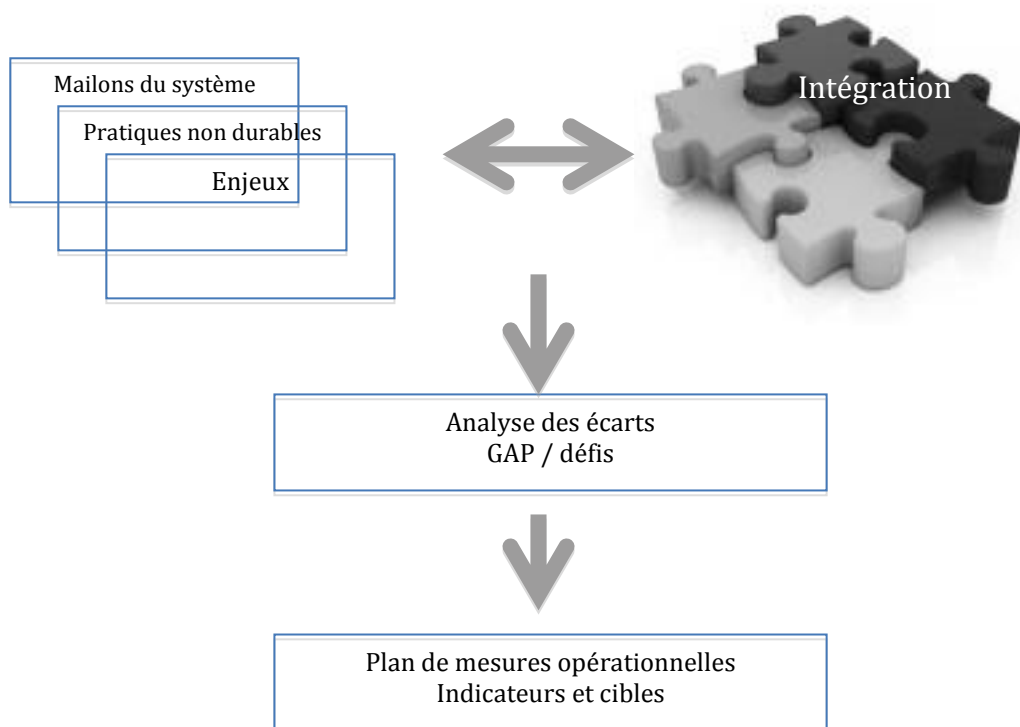 Mailons du système
Pratiques non durables
Enjeux
Intégration
Analyse des écarts
GAP / défis
Plan de mesures opérationnelles
Indicateurs et cibles